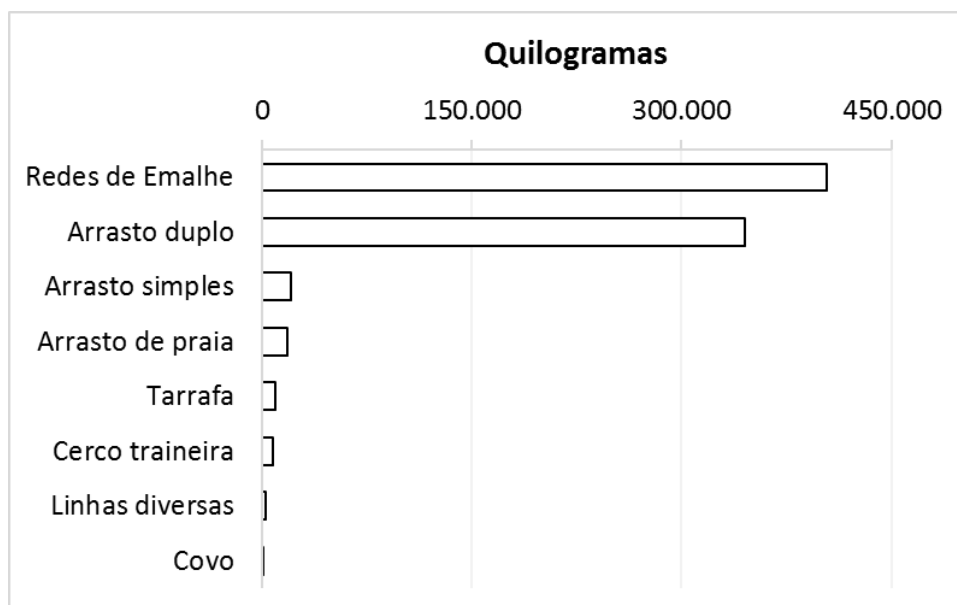 Quilogramas
0 150.000 300.000 450.000
Redes de Emalhe
Arrasto duplo
Arrasto simples
Arrasto de praia
Tarrafa
Cerco traineira
Linhas diversas
Covo